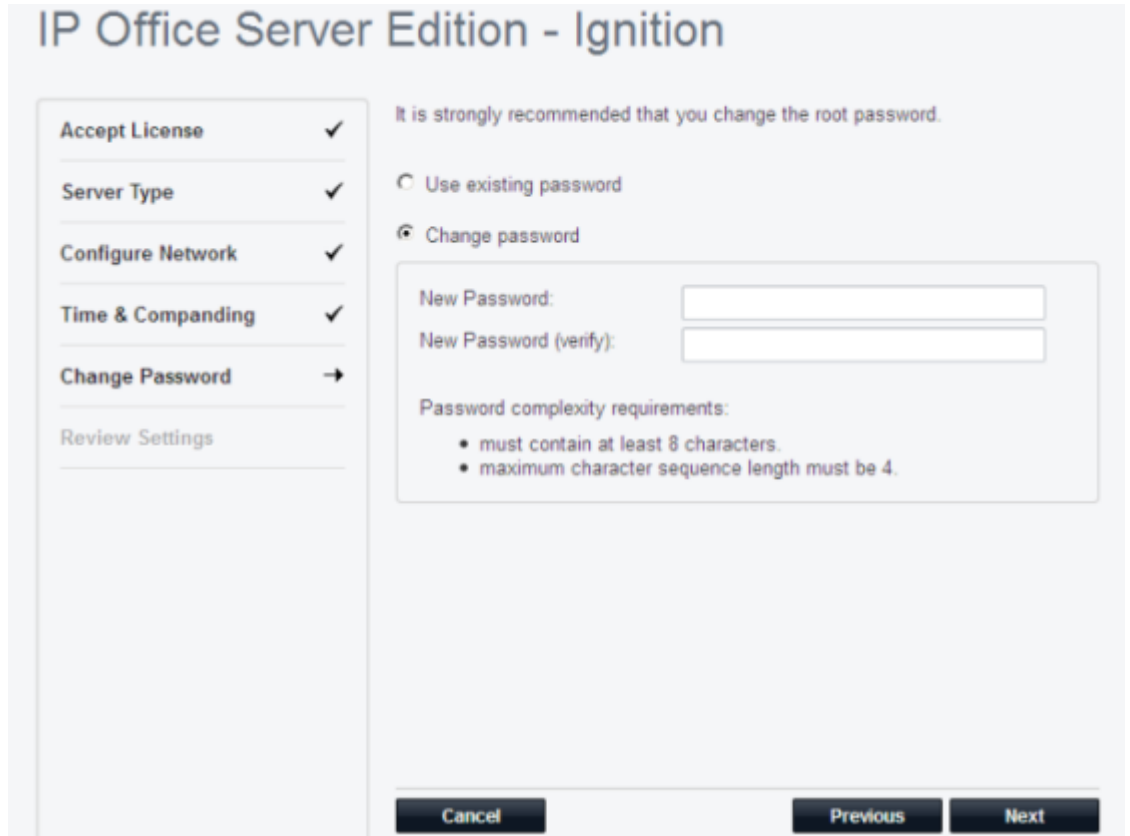 IP Office Server Edition - Ignition
Accept License ✓
Server Type ✓
Configure Network ✓
Time & Companding ✓
Change Password →
Review Settings
It is strongly recommended that you change the root password.
Use existing password
Change password
New Password:
New Password (verify):
Password complexity requirements:
• must contain at least 8 characters.
• maximum character sequence length must be 4.
Cancel
Previous
Next